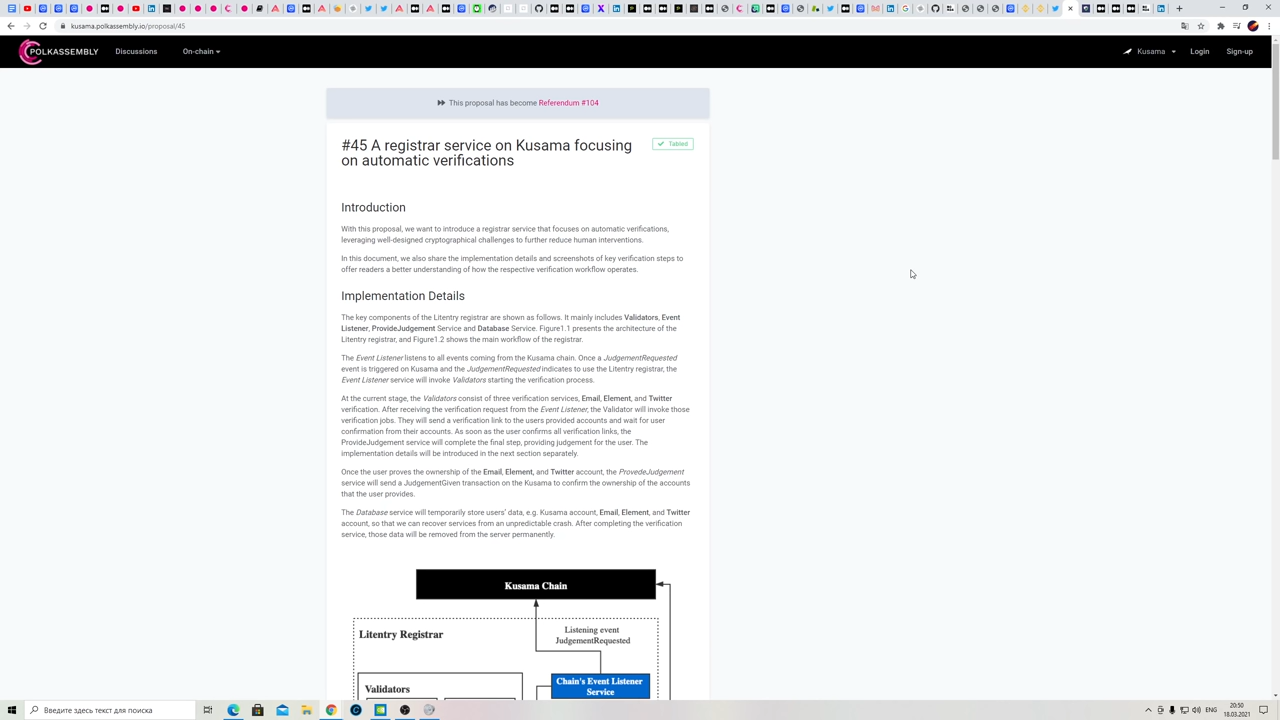 kusama.polkassembly.io/proposal/45
POLKASSEMBLY
Discussions
On-chain
Kusama
Login
Sign-up
This proposal has become Referendum #104
#45 A registrar service on Kusama focusing
on automatic verifications
Tabled
Introduction
With this proposal, we want to introduce a registrar service that focuses on automatic verifications,
leveraging well-designed cryptographical challenges to further reduce human interventions.
In this document, we also share the implementation details and screenshots of key verification steps to
offer readers a better understanding of how the respective verification workflow operates.
Implementation Details
The key components of the Litentry registrar are shown as follows. It mainly includes Validators, Event
Listener, ProvideJudgement Service and Database Service. Figure1.1 presents the architecture of the
Litentry registrar, and Figure1.2 shows the main workflow of the registrar.
The Event Listener listens to all events coming from the Kusama chain. Once a JudgementRequested
event is triggered on Kusama and the JudgementRequested indicates to use the Litentry registrar, the
Event Listener service will invoke Validators starting the verification process.
At the current stage, the Validators consist of three verification services, Email, Element, and Twitter
verification. After receiving the verification request from the Event Listener, the Validator will invoke those
verification jobs. They will send a verification link to the users provided accounts and wait for user
confirmation from their accounts. As soon as the user confirms all verification links, the
ProvideJudgement service will complete the final step, providing judgement for the user. The
implementation details will be introduced in the next section separately.
Once the user proves the ownership of the Email, Element, and Twitter account, the ProvedeJudgement
service will send a JudgementGiven transaction on the Kusama to confirm the ownership of the accounts
that the user provides.
The Database service will temporarily store users' data, e.g. Kusama account, Email, Element, and Twitter
account, so that we can recover services from an unpredictable crash. After completing the verification
service, those data will be removed from the server permanently.
Kusama Chain
Litentry Registrar
Listening event
JudgementRequested
Validators
Chain's Event Listener
Service
Введите здесь текст для поиска
ENG
20:50
18.03.2021